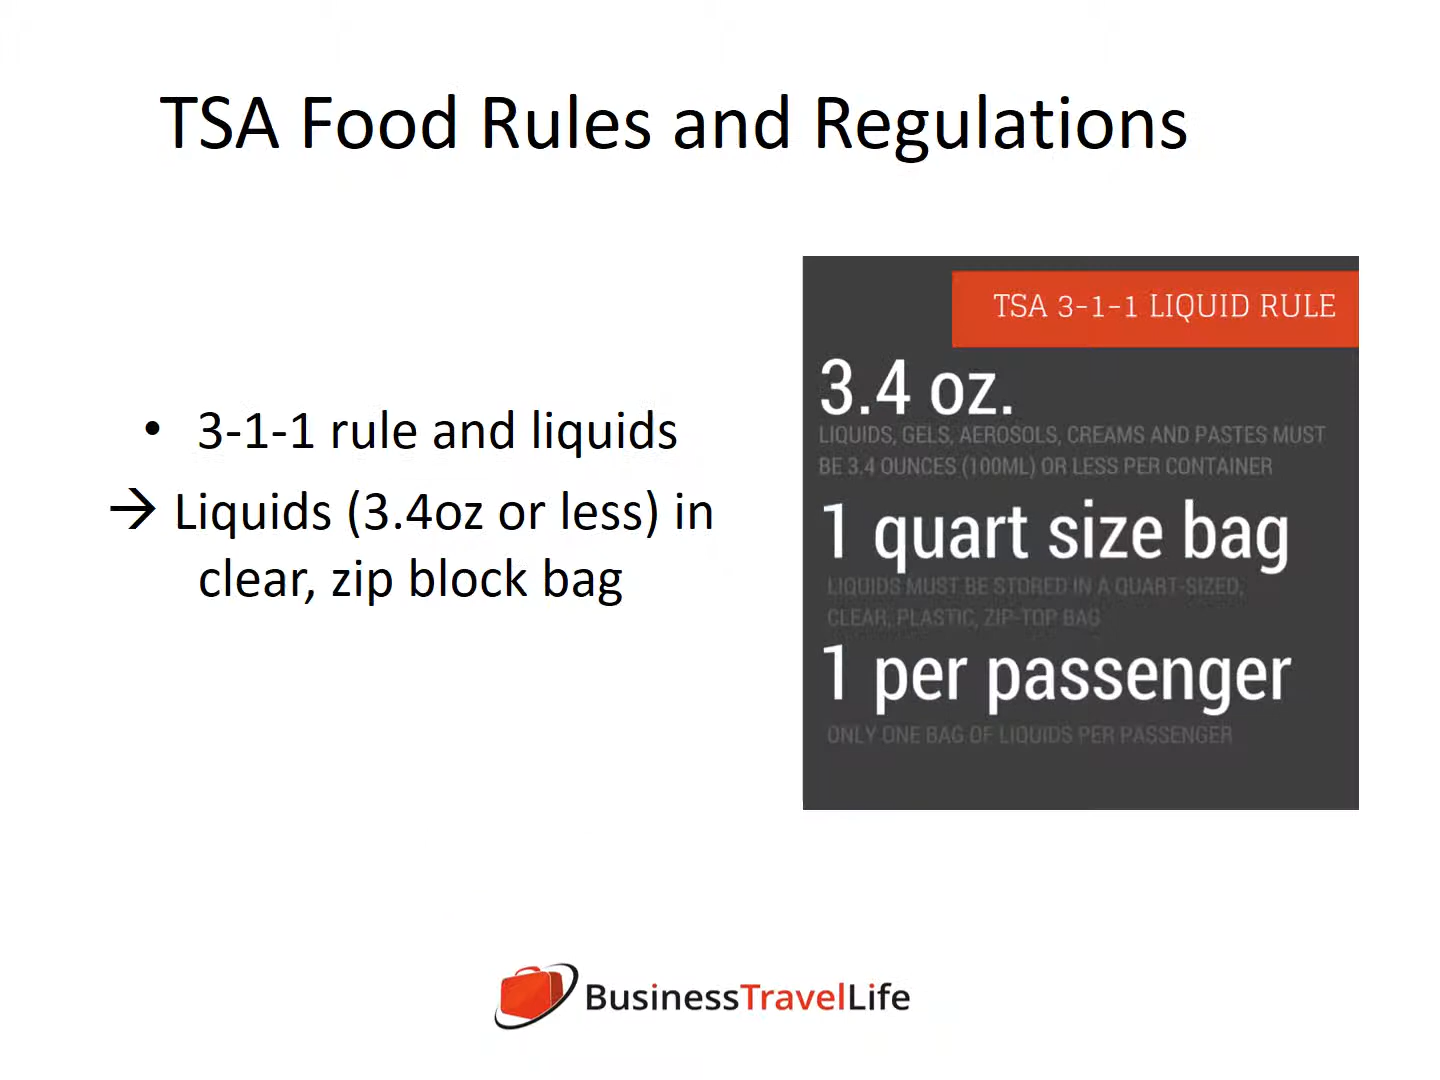 TSA Food Rules and Regulations
• 3-1-1 rule and liquids
→ Liquids (3.4oz or less) in
clear, zip block bag
TSA 3-1-1 LIQUID RULE
3.4 oz.
LIQUIDS, GELS, AEROSOLS, CREAMS AND PASTES MUST
BE 3.4 OUNCES (100ML) OR LESS PER CONTAINER
1 quart size bag
LIQUIDS MUST BE STORED IN A QUART-SIZED,
CLEAR, PLASTIC, ZIP-TOP BAG
1 per passenger
ONLY ONE BAG OF LIQUIDS PER PASSENGER
BusinessTravelLife